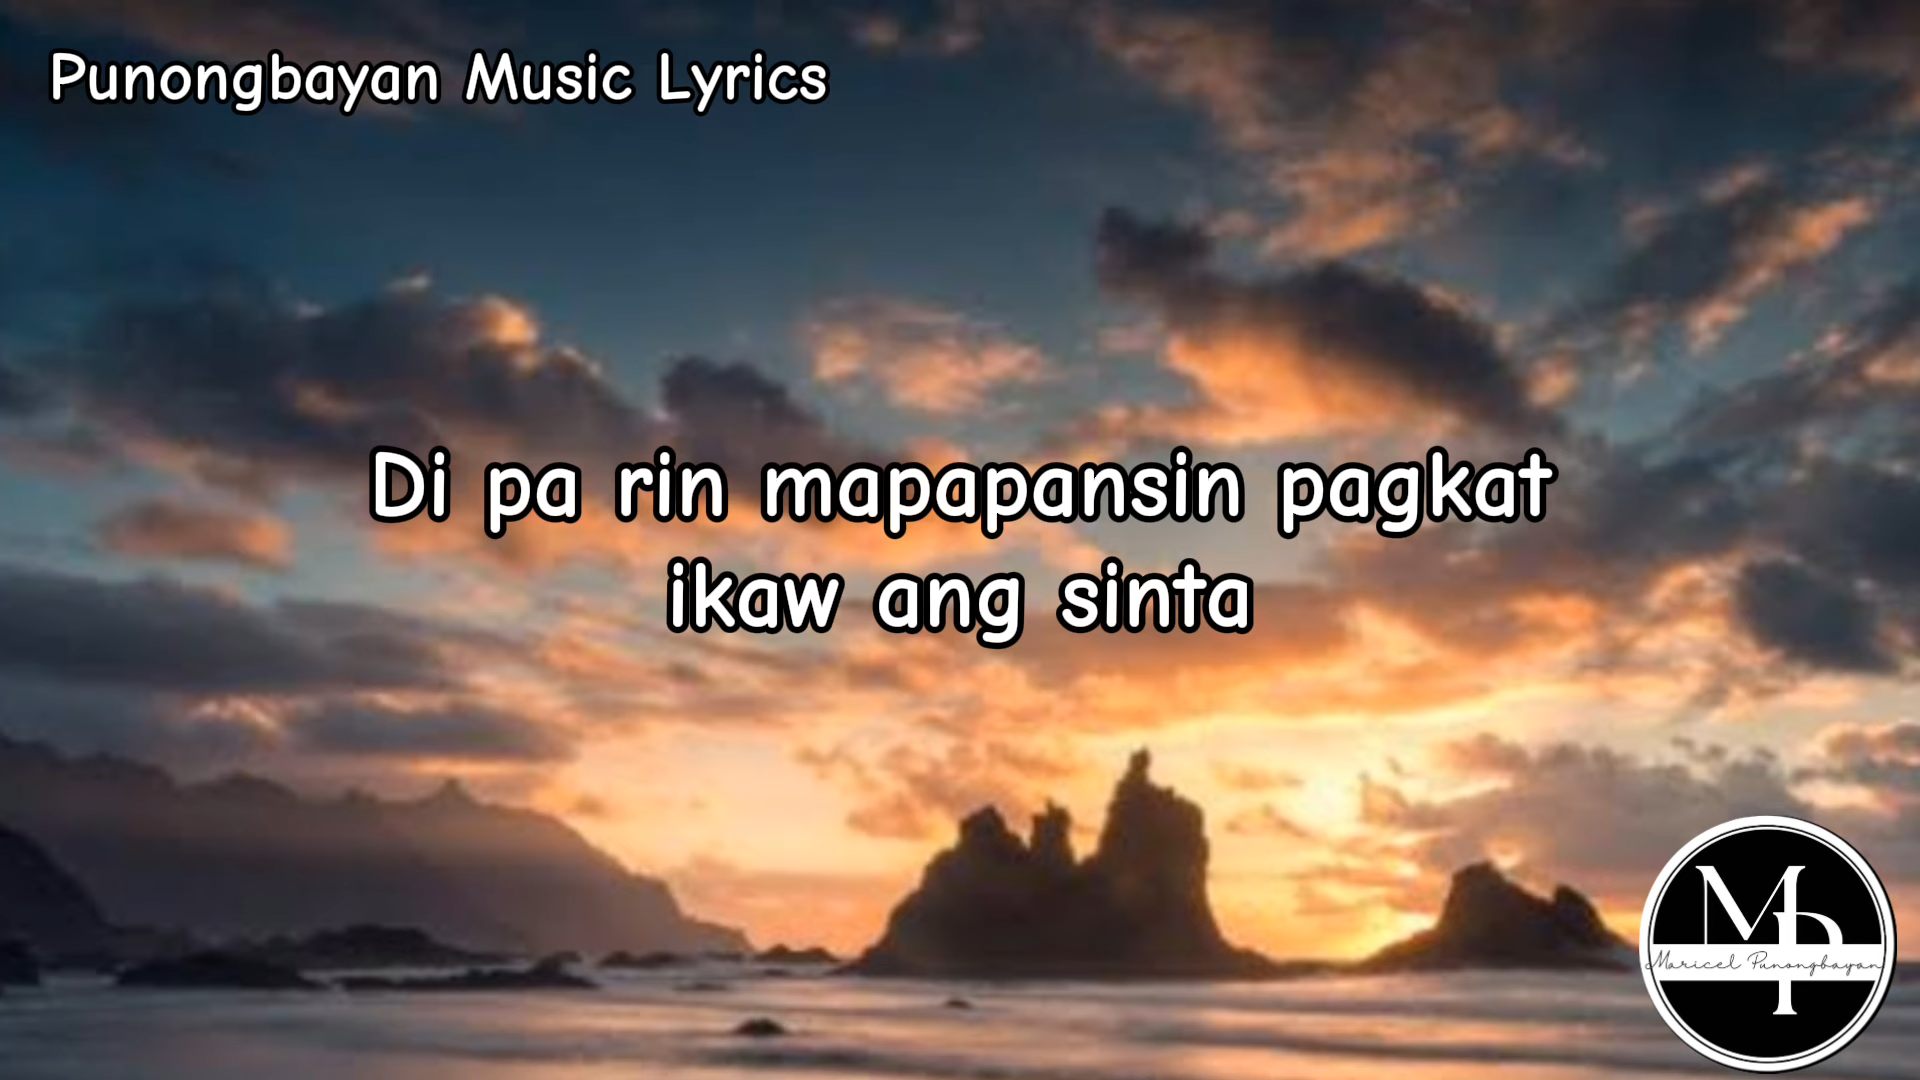 Punongbayan Music Lyrics
Di pa rin mapapansin pagkat
ikaw ang sinta
MP
Maricel Punongbayan